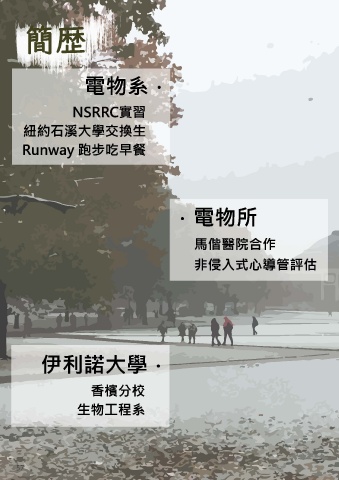 簡歷
電物系 ·
NSRRC實習
紐約石溪大學交換生
Runway 跑步吃早餐
· 電物所
馬偕醫院合作
非侵入式心導管評估
伊利諾大學 ·
香檳分校
生物工程系